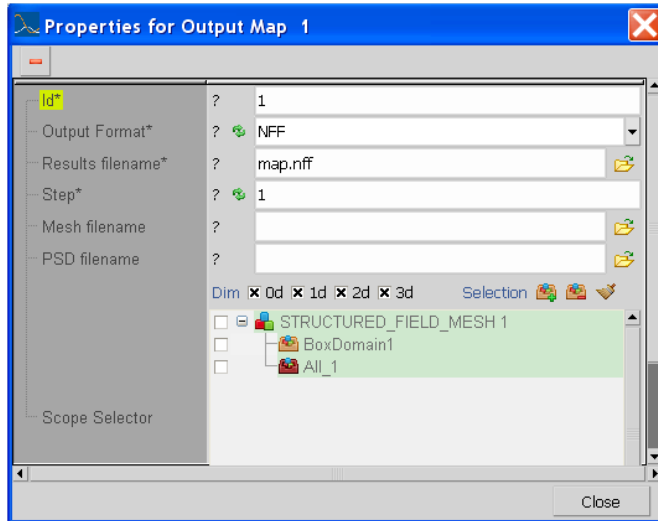 Properties for Output Map 1
Id* ? 1
Output Format* ? NFF
Results filename* ? map.nff
Step* ? 1
Mesh filename ?
PSD filename ?
Dim 0d 1d 2d 3d Selection
STRUCTURED_FIELD_MESH 1
BoxDomain1
All_1
Scope Selector
Close